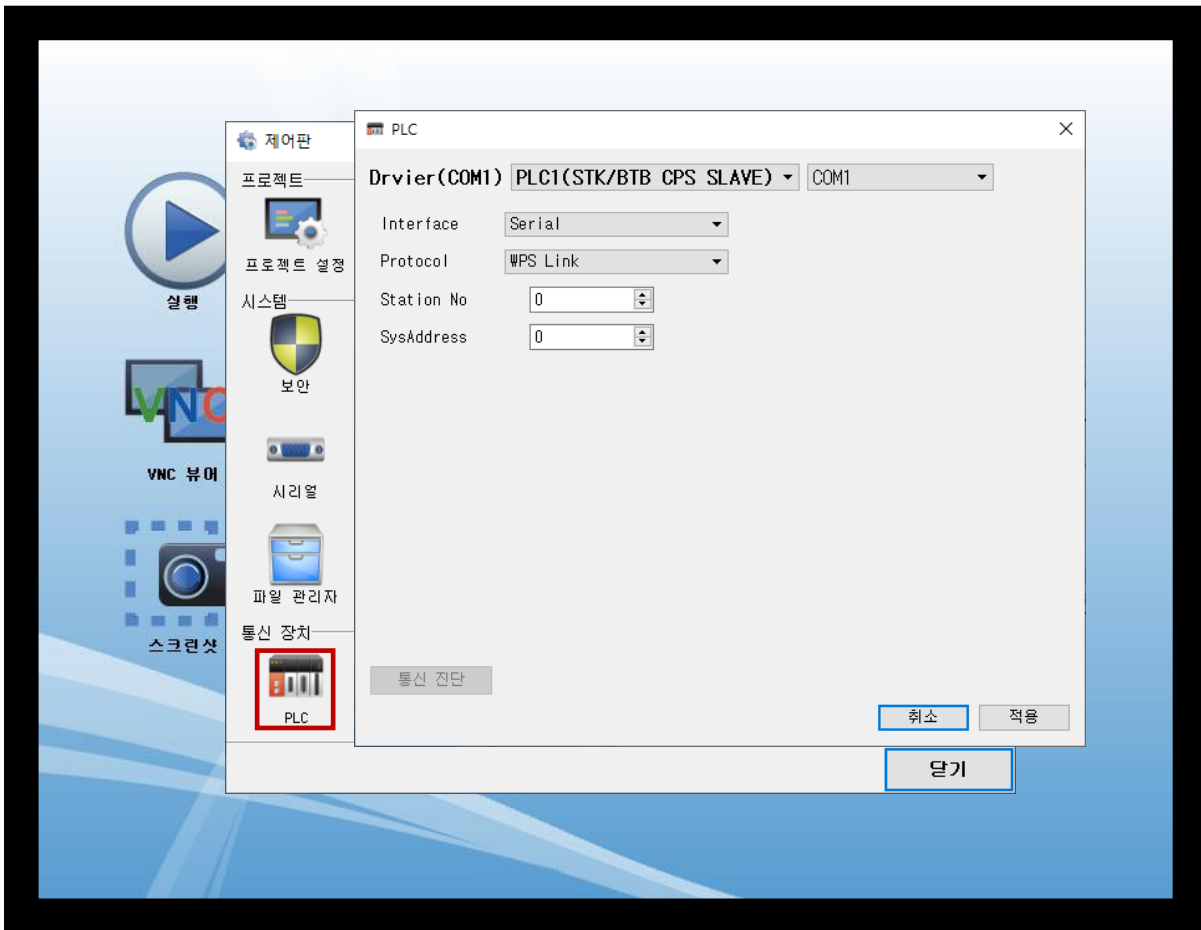 제어판
PLC
프로젝트
Drvier(COM1) PLC1(STK/BTB CPS SLAVE) COM1
Interface Serial
프로젝트 설정
Protocol WPS Link
실행
시스템
Station No 0
SysAddress 0
보안
VNC
VNC 뷰어
시리얼
파일 관리자
통신 장치
스크린샷
통신 진단
PLC
취소 적용
닫기